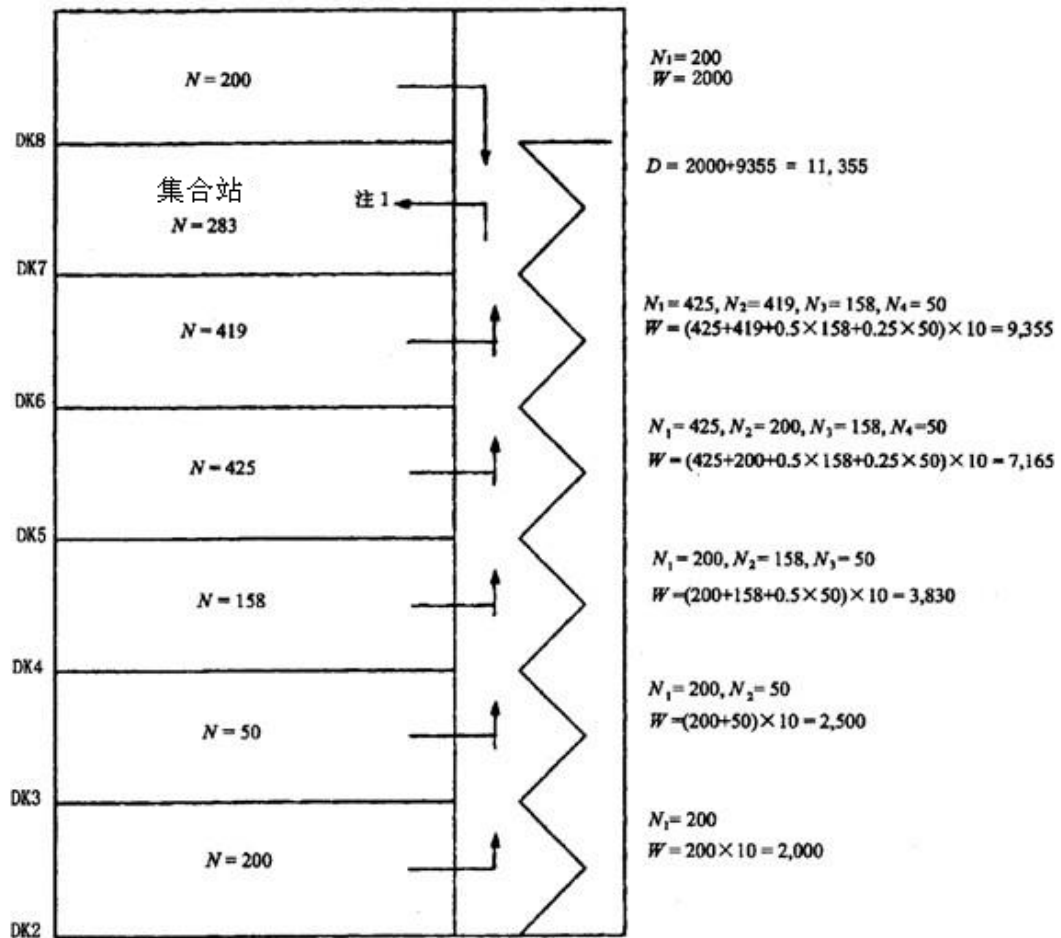 N = 200
N₁= 200
W = 2000
DK8
D = 2000+9355 = 11, 355
集合站
注 1
N = 283
DK7
N₁ = 425, N₂ = 419, N₃ = 158, N₄ = 50
W = (425+419+0.5×158+0.25×50)×10 = 9,355
N = 419
DK6
N₁ = 425, N₂ = 200, N₃ = 158, N₄=50
W = (425+200+0.5×158+0.25×50)×10 = 7,165
N = 425
DK5
N₁ = 200, N₂ = 158, N₃ = 50
W=(200+158+0.5×50)×10 = 3,830
N = 158
DK4
N₁ = 200, N₂ = 50
W=(200+50)×10 = 2,500
N = 50
DK3
N₁= 200
W= 200×10 = 2,000
N = 200
DK2